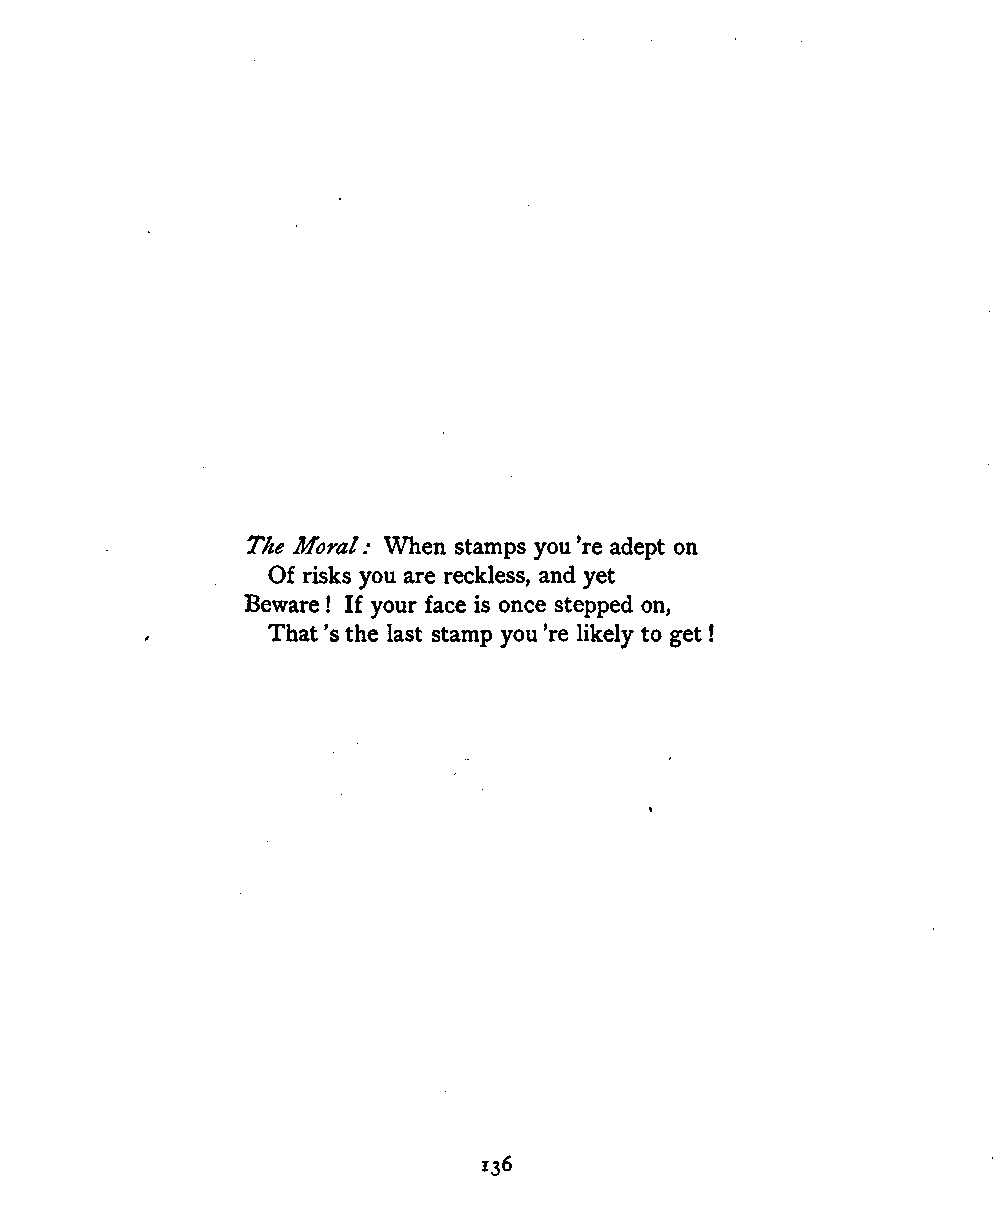 The Moral: When stamps you're adept on
Of risks you are reckless, and yet
Beware! If your face is once stepped on,
That's the last stamp you're likely to get!
136